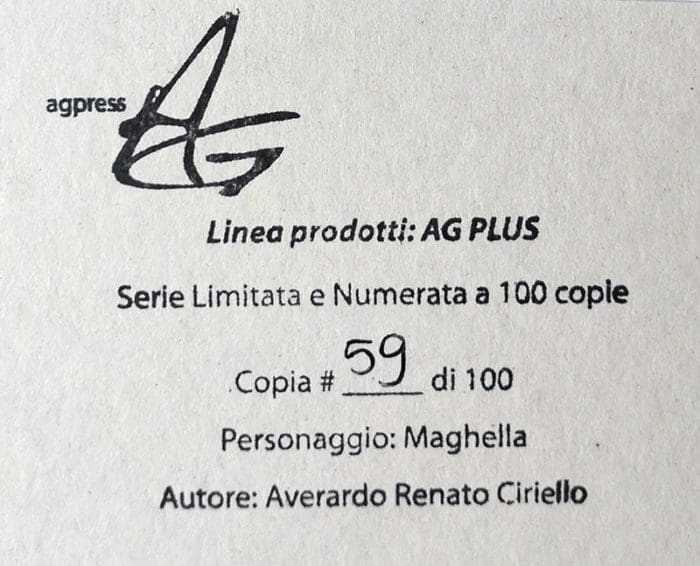 agpress AG
Linea prodotti: AG PLUS
Serie Limitata e Numerata a 100 copie
Copia # 59 di 100
Personaggio: Maghella
Autore: Averardo Renato Ciriello